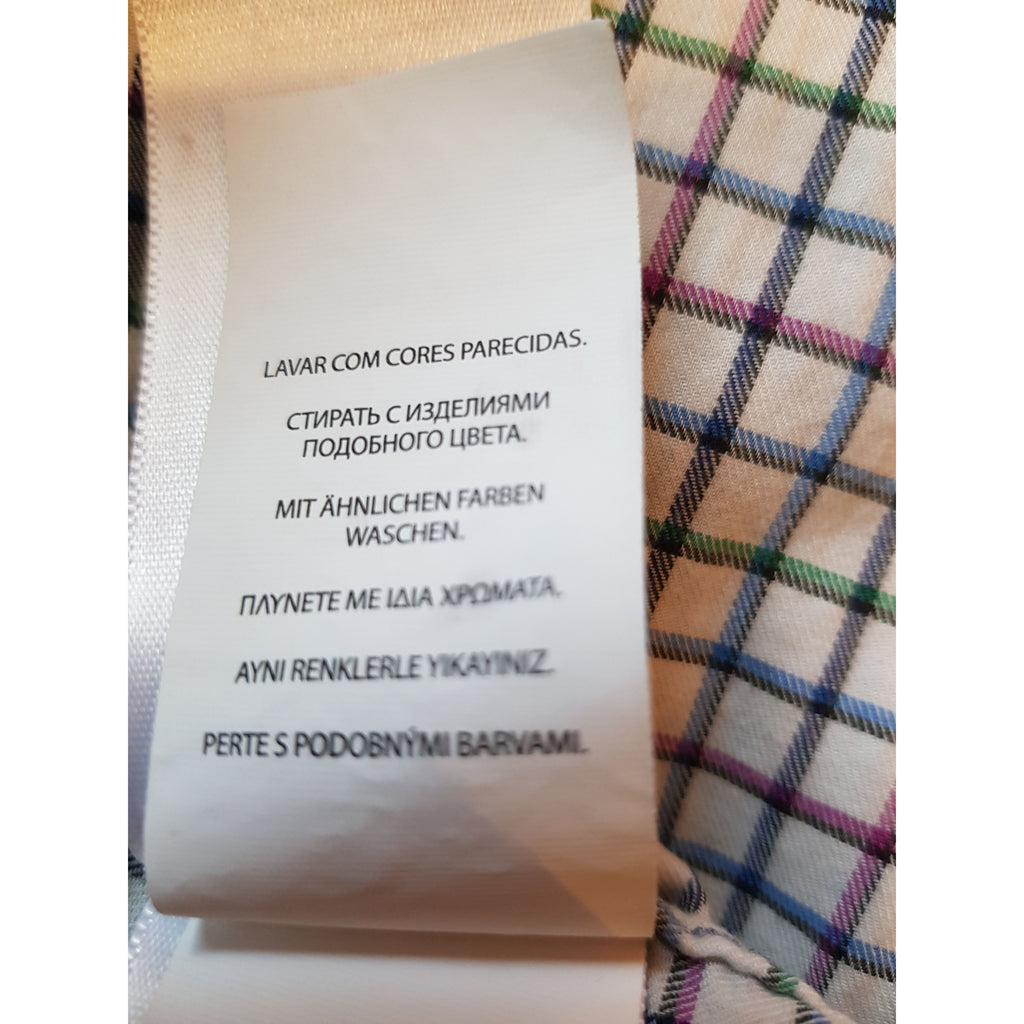 LAVAR COM CORES PARECIDAS.
СТИРАТЬ С ИЗДЕЛИЯМИ
ПОДОБНОГО ЦВЕТА.
MIT ÄHNLICHEN FARBEN
WASCHEN.
ΠΛΥΝΕΤΕ ΜΕ ΙΔΙΑ ΧΡΩΜΑΤΑ.
AYNI RENKLERLE YIKAYINIZ.
PERTE S PODOBNÝMI BARVAMI.